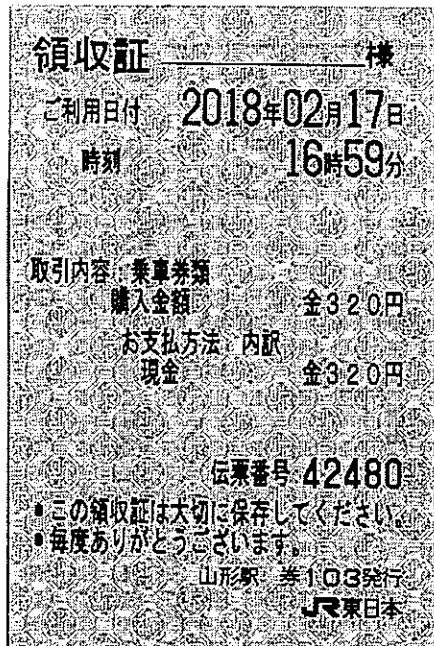 領収証 様
ご利用日付 2018年02月17日
時刻 16時59分
取引内容:乗車券類
購入金額 金320円
お支払方法:内訳
現金 金320円
伝票番号 42480
■この領収証は大切に保存してください。
■毎度ありがとうございます。
山形駅 券103発行
JR東日本